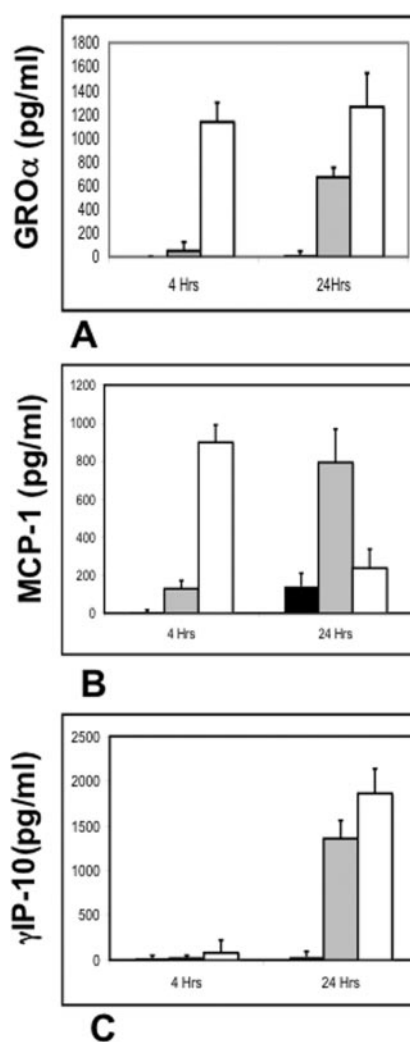 GROα (pg/ml)
1800
1600
1400
1200
1000
800
600
400
200
0
4 Hrs
24Hrs
A
MCP-1 (pg/ml)
1200
1000
800
600
400
200
0
4 Hrs
24 Hrs
B
γIP-10(pg/ml)
2500
2000
1500
1000
500
0
4 Hrs
24 Hrs
C